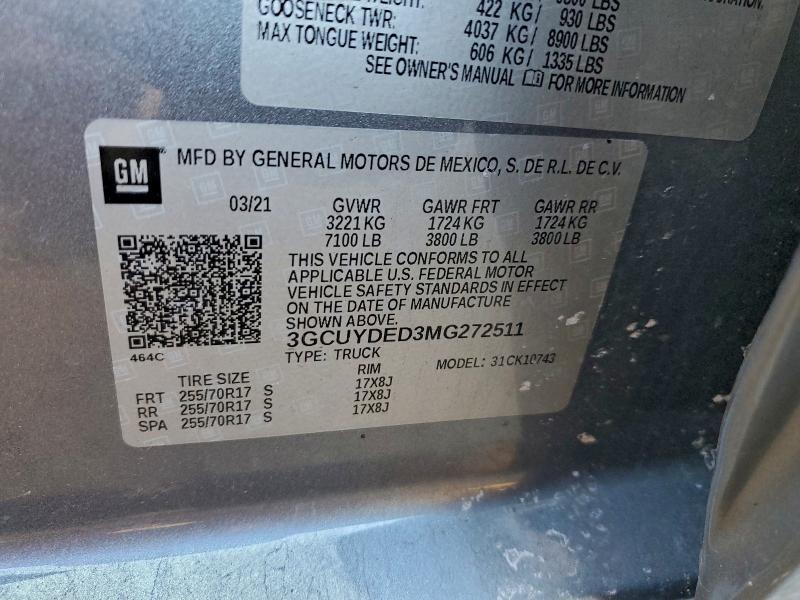 422 KG/ 930 LBS
GOOSENECK TWR: 4037 KG/ 8900 LBS
MAX TONGUE WEIGHT: 606 KG/ 1335 LBS
SEE OWNER'S MANUAL FOR MORE INFORMATION
GM
MFD BY GENERAL MOTORS DE MEXICO, S. DE R.L. DE C.V.
03/21 GVWR GAWR FRT GAWR RR
3221 KG 1724 KG 1724 KG
7100 LB 3800 LB 3800 LB
THIS VEHICLE CONFORMS TO ALL
APPLICABLE U.S. FEDERAL MOTOR
VEHICLE SAFETY STANDARDS IN EFFECT
ON THE DATE OF MANUFACTURE
SHOWN ABOVE.
3GCUYDED3MG272511
464C TYPE: TRUCK MODEL: 31CK10743
TIRE SIZE RIM
FRT 255/70R17 S 17X8J
RR 255/70R17 S 17X8J
SPA 255/70R17 S 17X8J